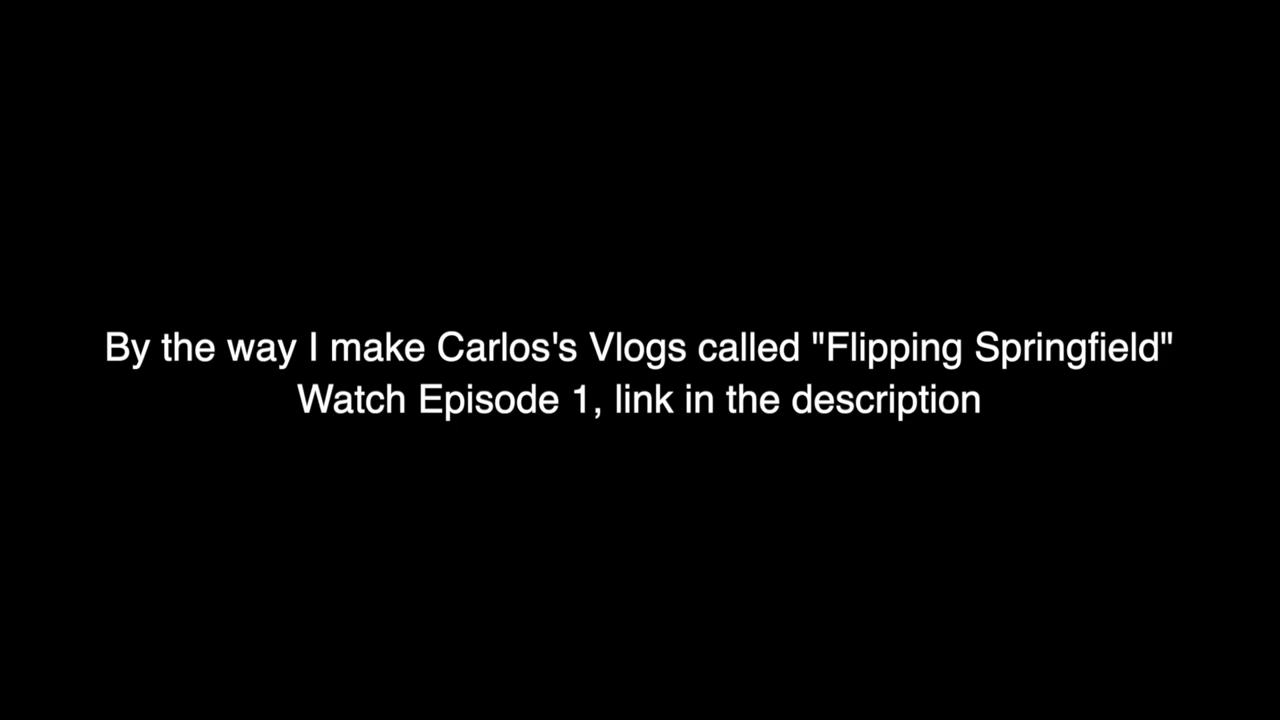 By the way I make Carlos's Vlogs called "Flipping Springfield"
Watch Episode 1, link in the description